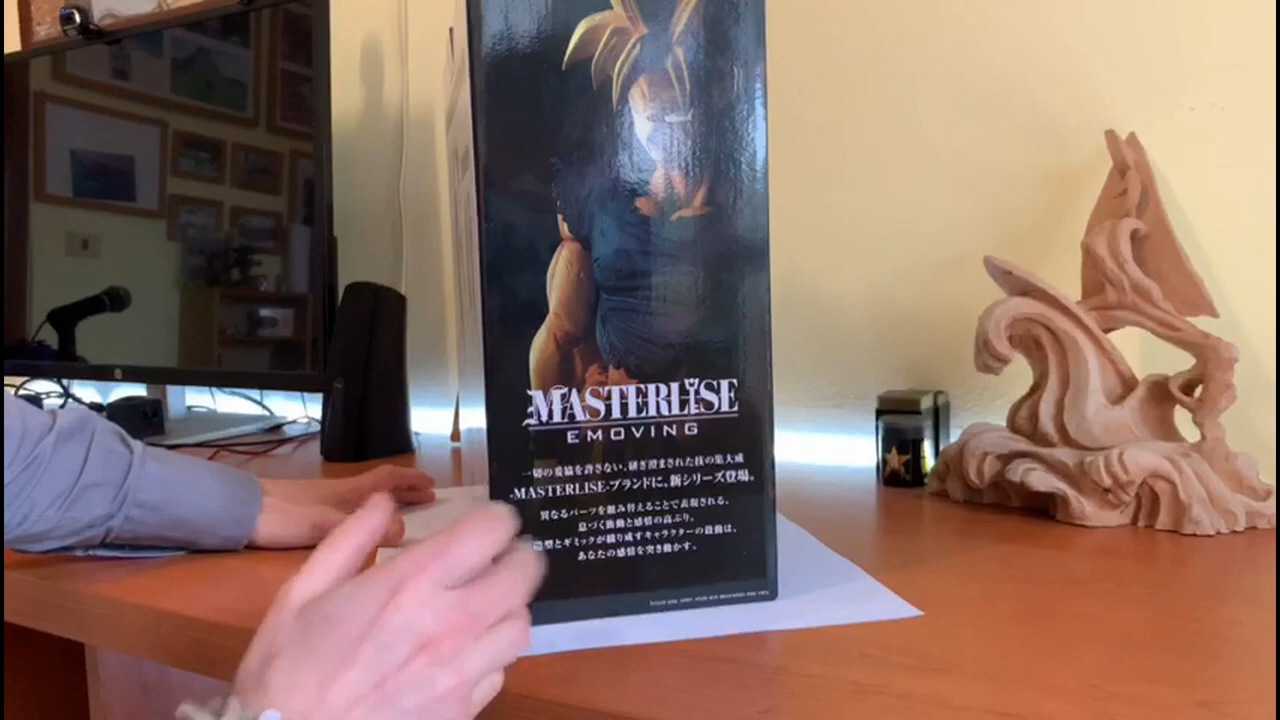 MASTERLISE
EMOVING
一切の妥協を許さない、研ぎ澄まされた技の集大成
-MASTERLISE-ブランドに、新シリーズ登場。
異なるパーツを組み替えることで表現される、
息づく衝動と感情の高ぶり。
造型とギミックが織り成すキャラクターの鼓動は、
あなたの感情を突き動かす。